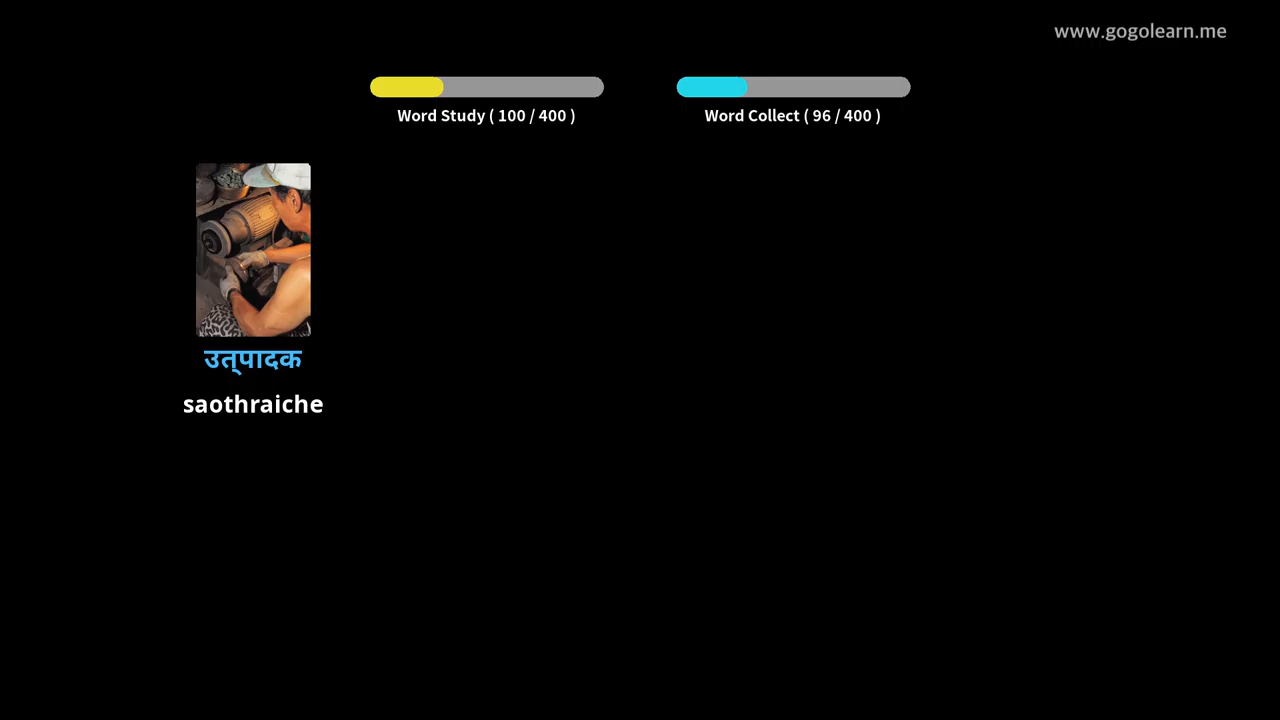 www.gogolearn.me
Word Study ( 100 / 400 )
Word Collect ( 96 / 400 )
उत्पादक
saothraiche